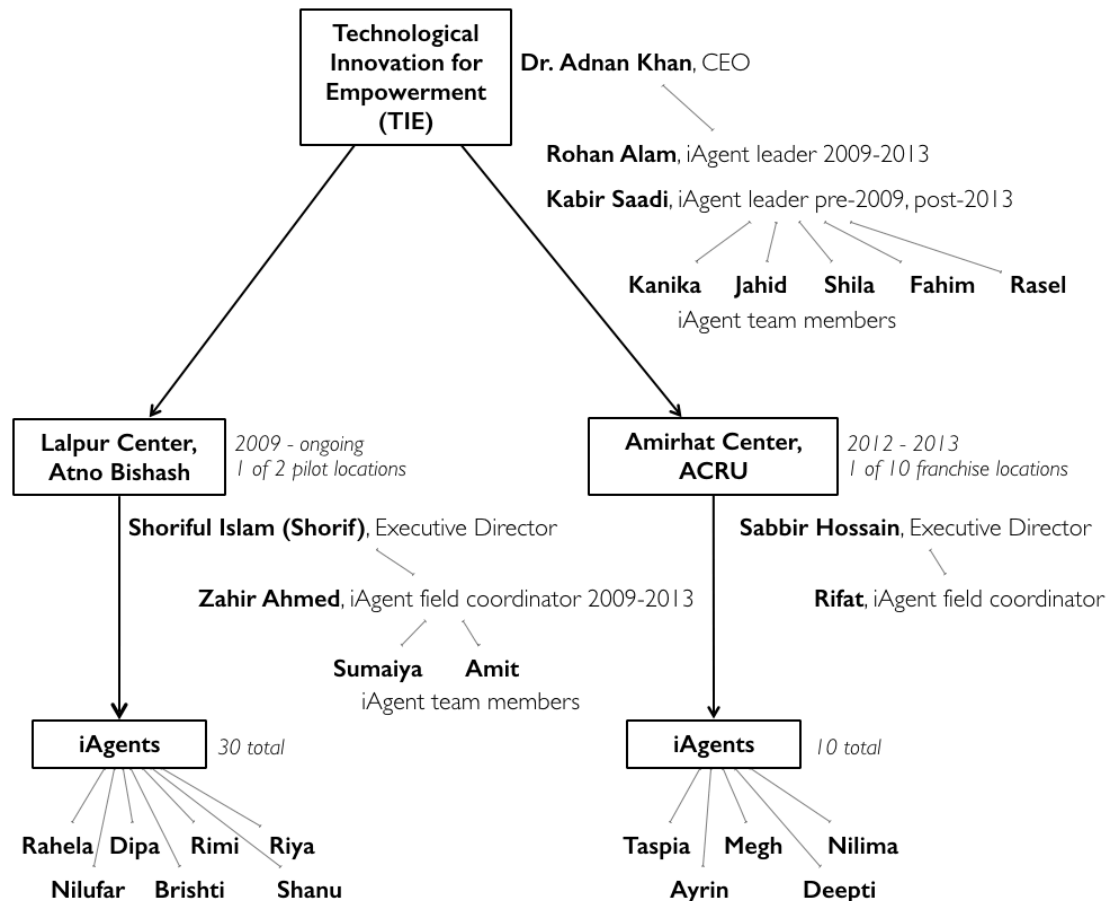 Technological
Innovation for
Empowerment
(TIE)
Dr. Adnan Khan, CEO
Rohan Alam, iAgent leader 2009-2013
Kabir Saadi, iAgent leader pre-2009, post-2013
Kanika Jahid Shila Fahim Rasel
iAgent team members
Lalpur Center,
Atno Bishash
2009 - ongoing
1 of 2 pilot locations
Amirhat Center,
ACRU
2012 - 2013
1 of 10 franchise locations
Shoriful Islam (Shorif), Executive Director
Zahir Ahmed, iAgent field coordinator 2009-2013
Sumaiya Amit
iAgent team members
Sabbir Hossain, Executive Director
Rifat, iAgent field coordinator
iAgents
30 total
Rahela Dipa Rimi Riya
Nilufar Brishti Shanu
iAgents
10 total
Taspia Megh Nilima
Ayrin Deepti